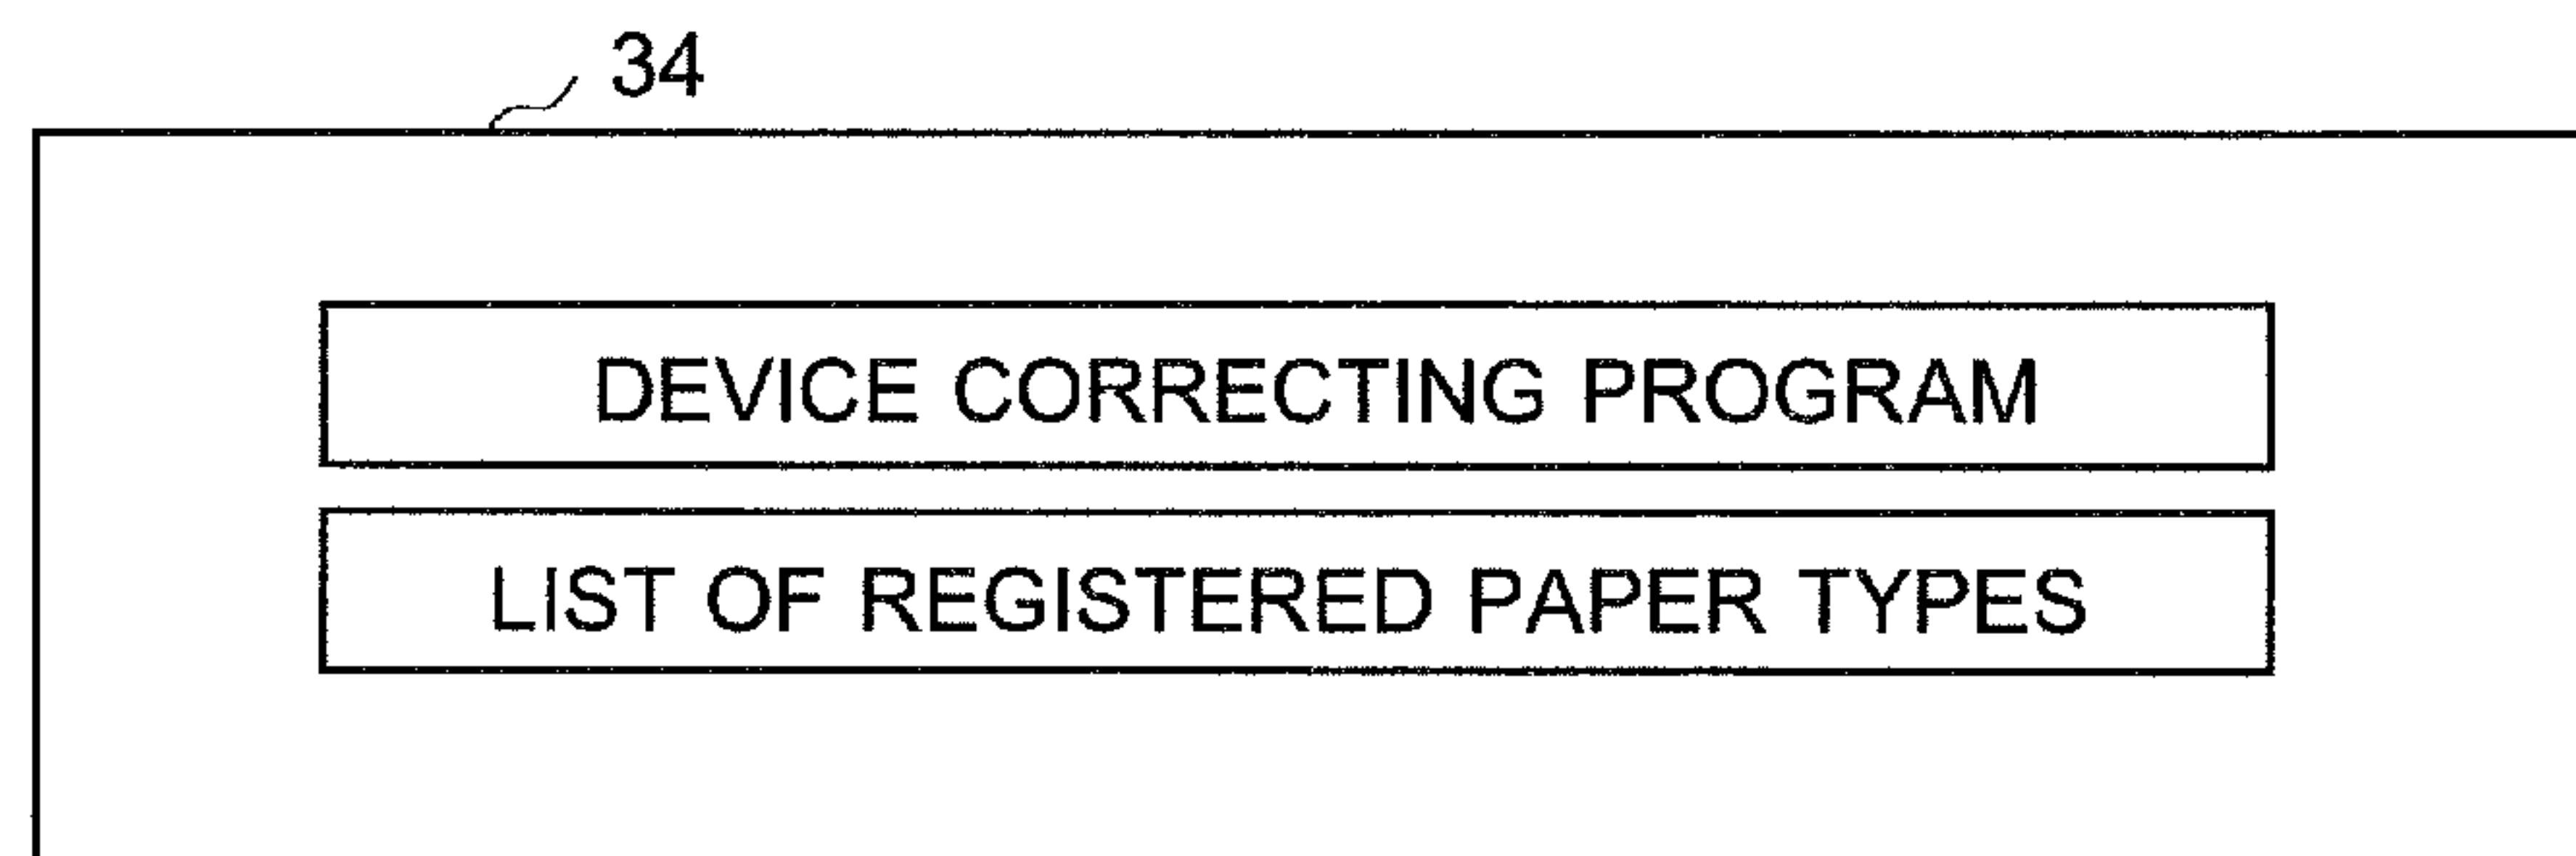 34
DEVICE CORRECTING PROGRAM
LIST OF REGISTERED PAPER TYPES